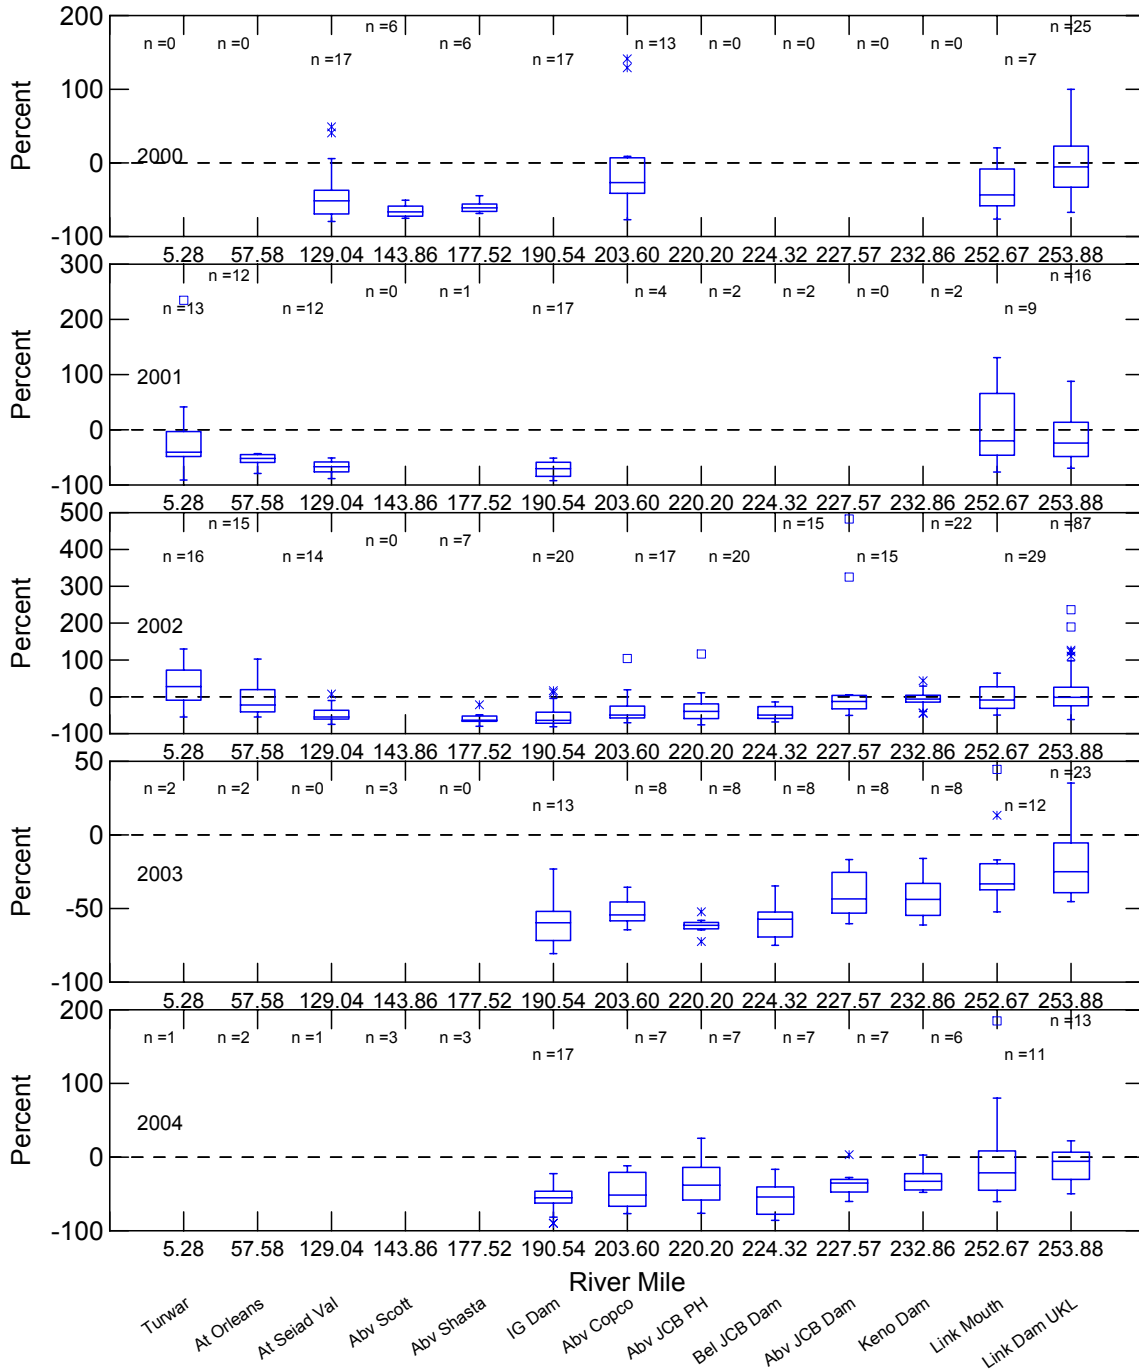 200
n =6
n =25
n =0
n =0
n =6
n =13
n =0
n =0
n =0
n =0
n =17
n =17
n =7
100
Percent
0
2000
-100
5.28 57.58 129.04 143.86 177.52 190.54 203.60 220.20 224.32 227.57 232.86 252.67 253.88
300
n =12
n =16
n =0
n =1
n =4
n =2
n =2
n =0
n =2
n =13
n =12
n =17
n =9
200
Percent
100
2001
0
-100
5.28 57.58 129.04 143.86 177.52 190.54 203.60 220.20 224.32 227.57 232.86 252.67 253.88
500
n =15
n =15
n =22
n =87
n =0
n =7
n =16
n =14
n =20
n =17
n =20
n =15
n =29
400
300
Percent
200
2002
100
0
-100
5.28 57.58 129.04 143.86 177.52 190.54 203.60 220.20 224.32 227.57 232.86 252.67 253.88
50
n =23
n =2
n =2
n =0
n =3
n =0
n =8
n =8
n =8
n =8
n =8
n =13
n =12
0
Percent
2003
-50
-100
5.28 57.58 129.04 143.86 177.52 190.54 203.60 220.20 224.32 227.57 232.86 252.67 253.88
200
n =13
n =1
n =2
n =1
n =3
n =3
n =7
n =7
n =7
n =7
n =6
n =17
n =11
100
Percent
2004
0
-100
5.28 57.58 129.04 143.86 177.52 190.54 203.60 220.20 224.32 227.57 232.86 252.67 253.88
River Mile
Turwar
At Orleans
At Seiad Val
Abv Scott
Abv Shasta
IG Dam
Abv Copco
Abv JCB PH
Bel JCB Dam
Abv JCB Dam
Keno Dam
Link Mouth
Link Dam UKL